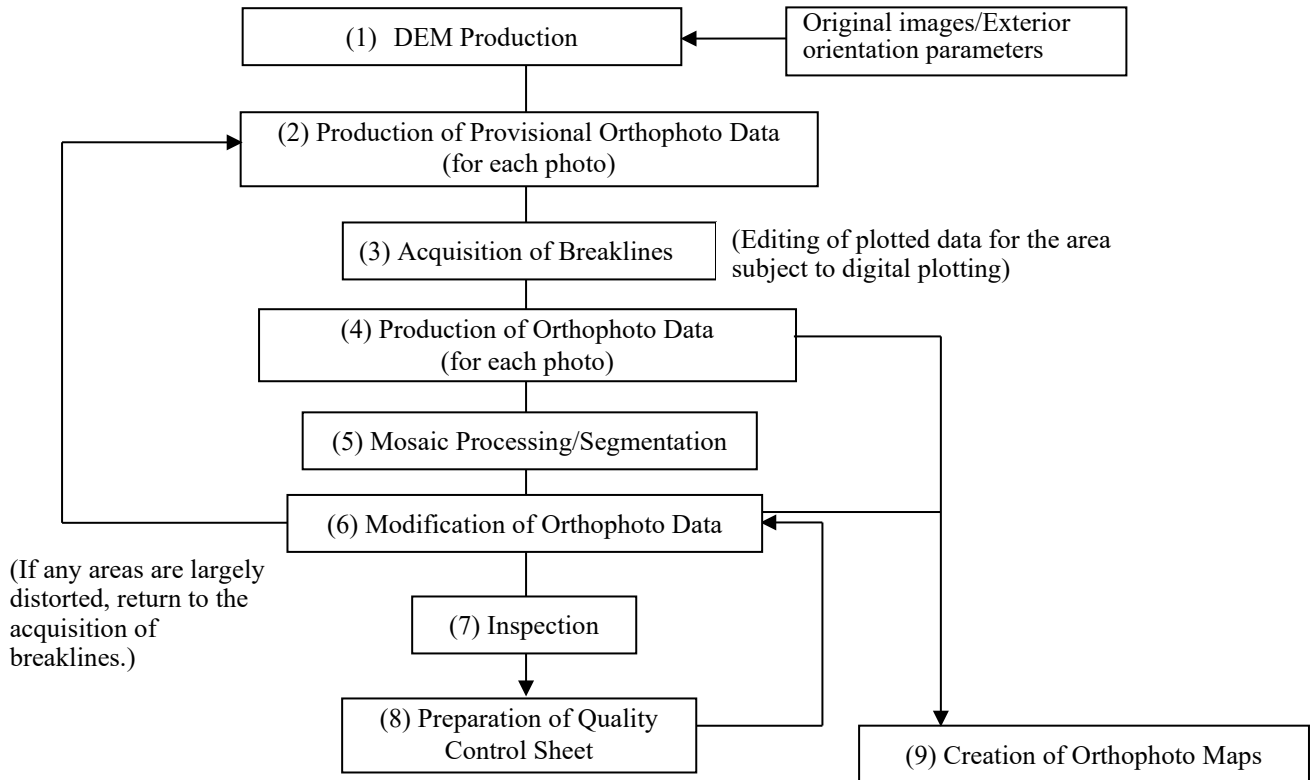 (1) DEM Production
Original images/Exterior
orientation parameters
(2) Production of Provisional Orthophoto Data
(for each photo)
(3) Acquisition of Breaklines
(Editing of plotted data for the area
subject to digital plotting)
(4) Production of Orthophoto Data
(for each photo)
(5) Mosaic Processing/Segmentation
(6) Modification of Orthophoto Data
(If any areas are largely
distorted, return to the
acquisition of
breaklines.)
(7) Inspection
(8) Preparation of Quality
Control Sheet
(9) Creation of Orthophoto Maps